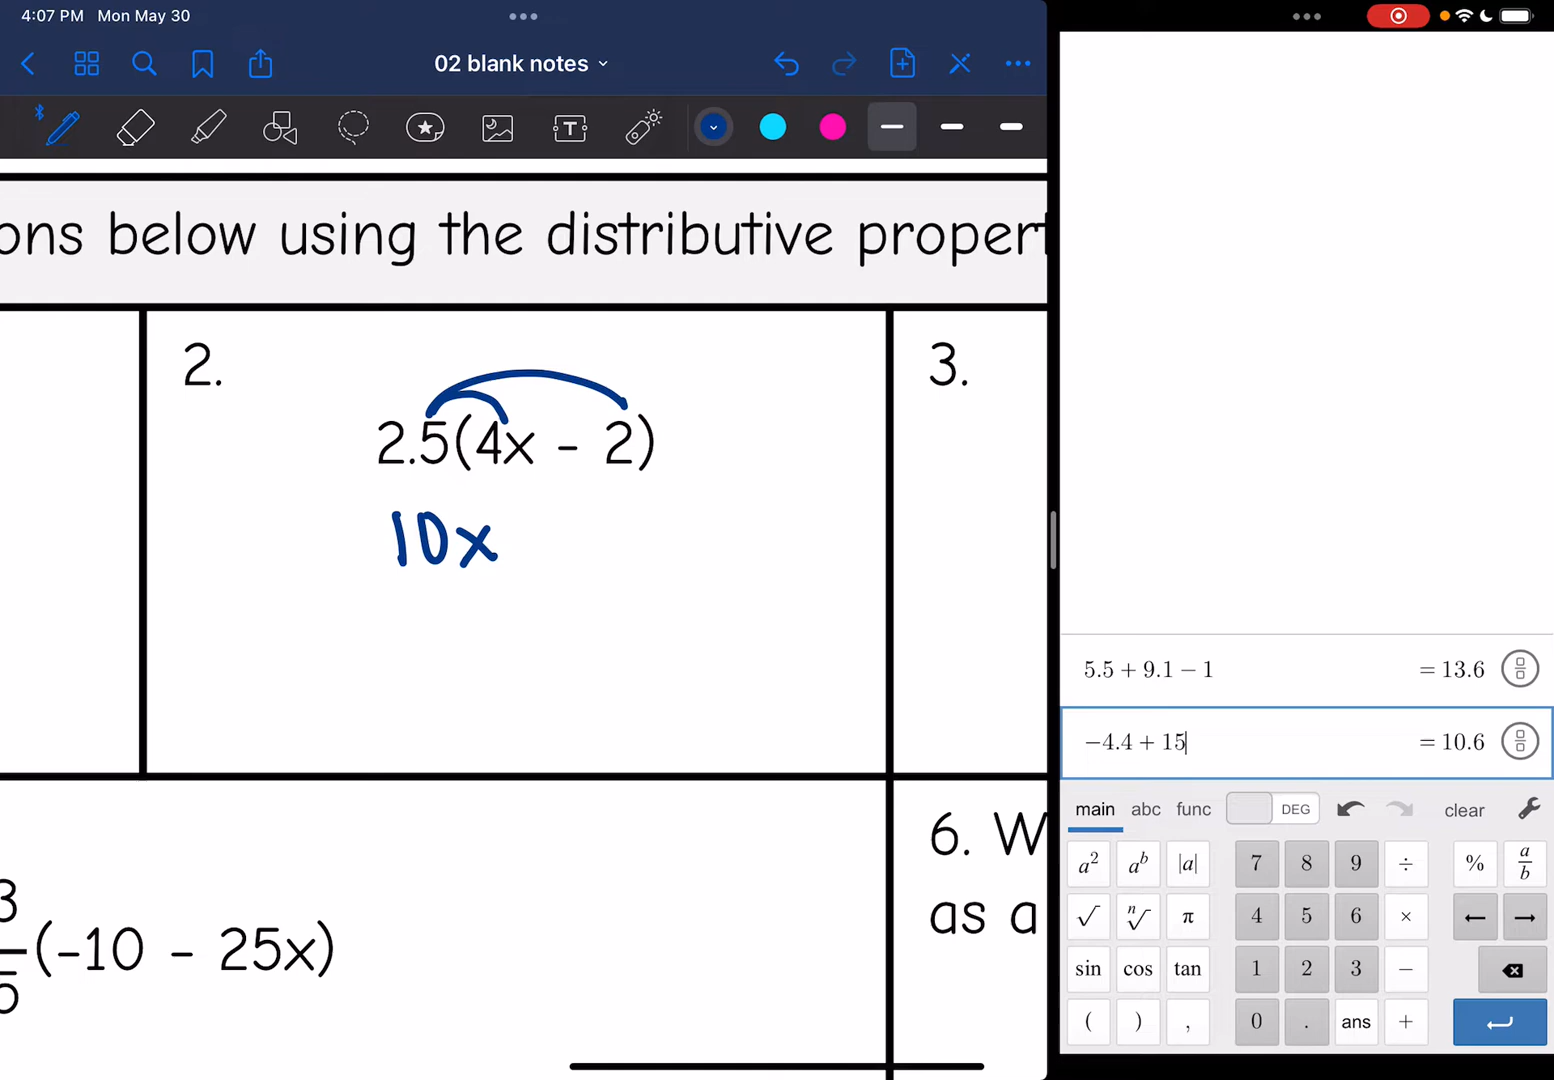 4:07 PM Mon May 30
02 blank notes
ons below using the distributive propert
2.
3.
2.5(4x - 2)
10x
3
5
(-10 - 25x)
6. W
as a
5.5 + 9.1 − 1 = 13.6
−4.4 + 15 = 10.6
main abc func DEG clear
a² aᵇ |a| 7 8 9 ÷ % a/b
√ ⁿ√ π 4 5 6 × ← →
sin cos tan 1 2 3 −
( ) , 0 . ans +